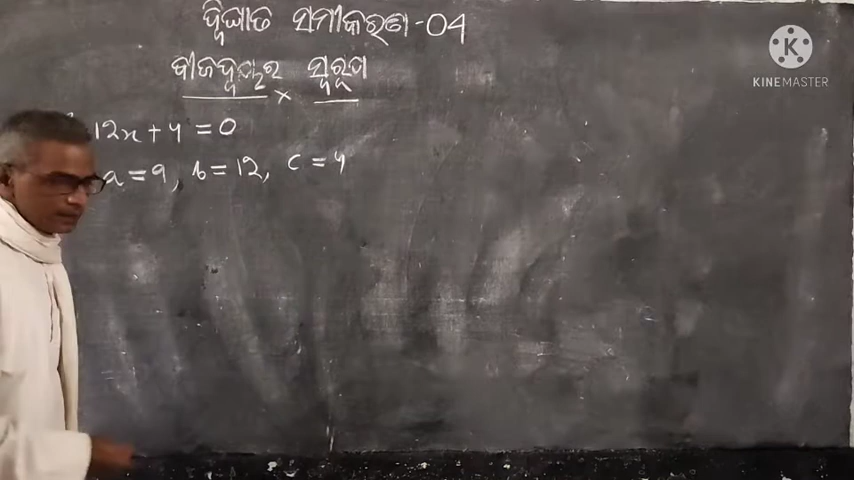 ଦ୍ୱିଘାତ ସମୀକରଣ-04
ବୀଜଦ୍ୱୟର ସ୍ୱରୂପ
12x + 4 = 0
a = 9, b = 12, c = 4
KINEMASTER